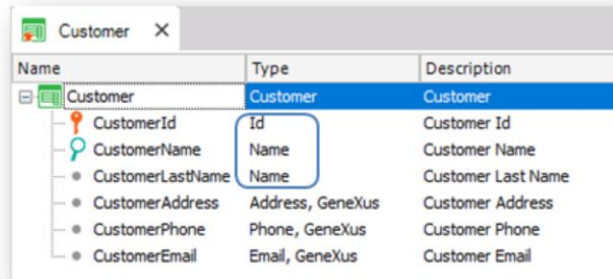 Customer X
Name Type Description
Customer Customer Customer
CustomerId Id Customer Id
CustomerName Name Customer Name
CustomerLastName Name Customer Last Name
CustomerAddress Address, GeneXus Customer Address
CustomerPhone Phone, GeneXus Customer Phone
CustomerEmail Email, GeneXus Customer Email